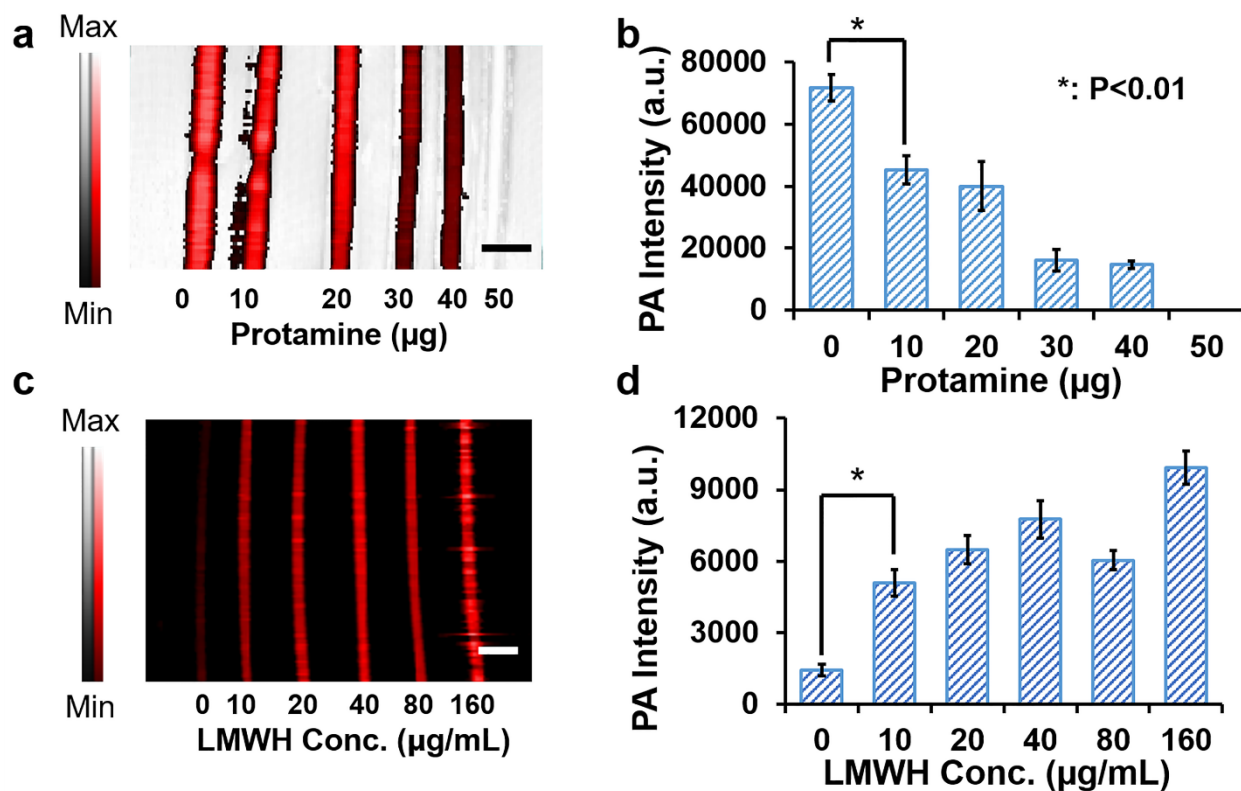 a
Max
Min
0 10 20 30 40 50
Protamine (µg)
b
PA Intensity (a.u.)
80000
60000
40000
20000
0
*
*: P<0.01
0 10 20 30 40 50
Protamine (µg)
c
Max
Min
0 10 20 40 80 160
LMWH Conc. (µg/mL)
d
PA Intensity (a.u.)
12000
9000
6000
3000
0
*
0 10 20 40 80 160
LMWH Conc. (µg/mL)